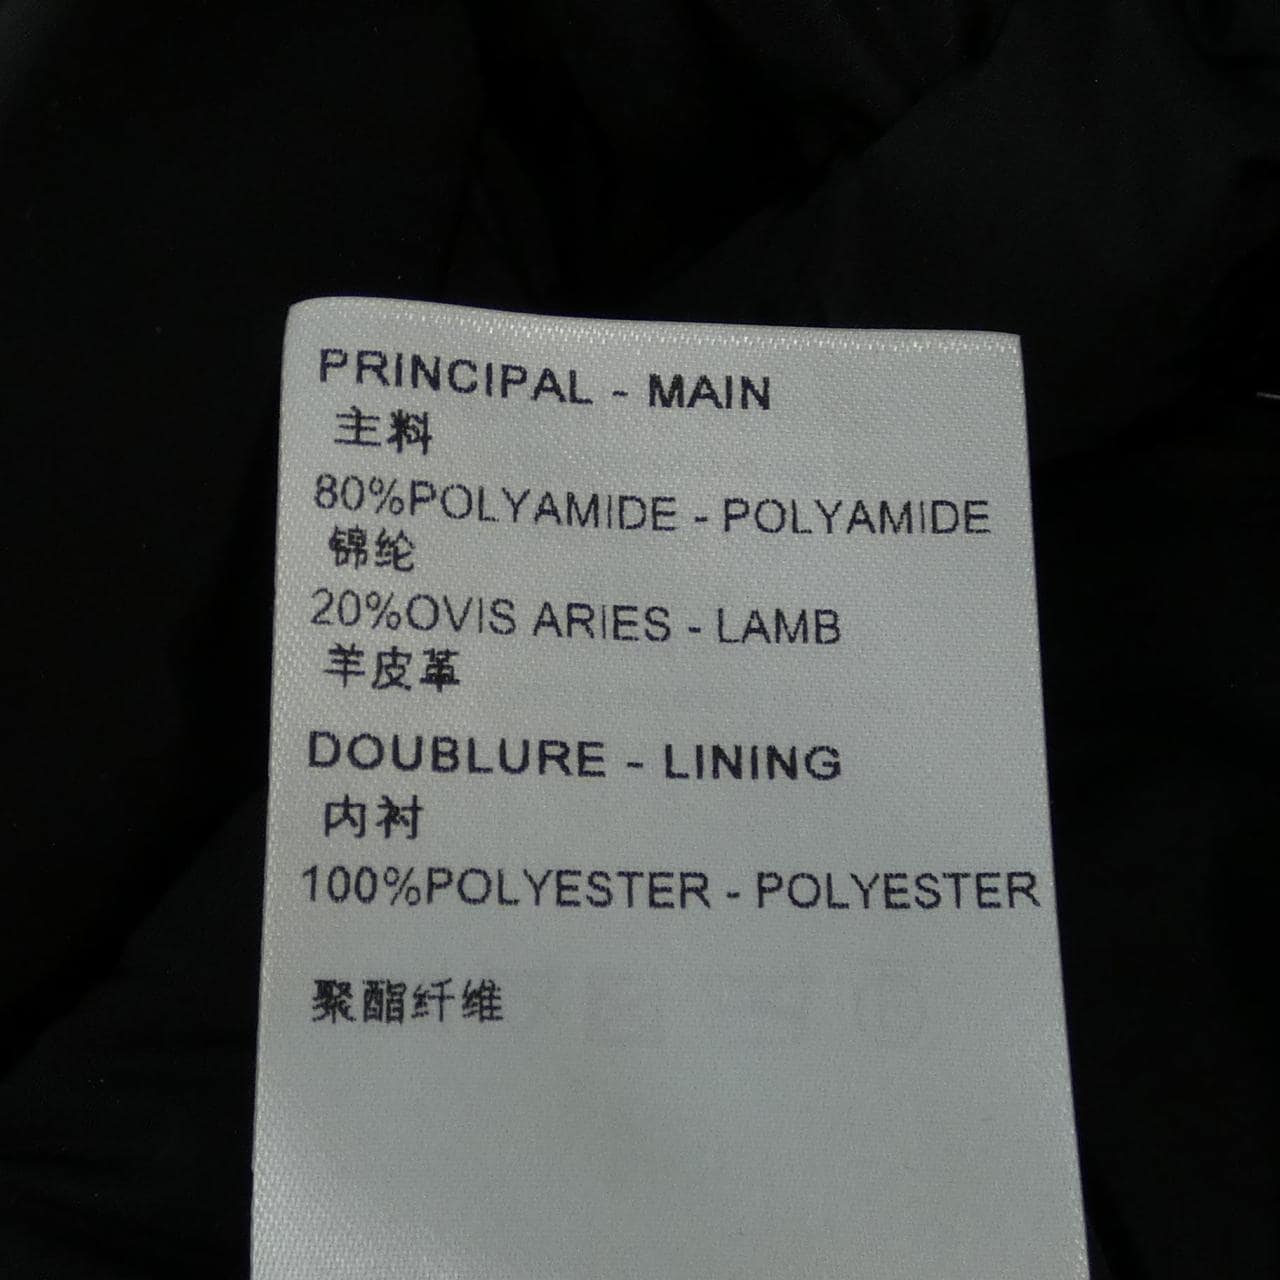 PRINCIPAL - MAIN
主料
80%POLYAMIDE - POLYAMIDE
锦纶
20%OVIS ARIES - LAMB
羊皮革
DOUBLURE - LINING
内衬
100%POLYESTER - POLYESTER
聚酯纤维